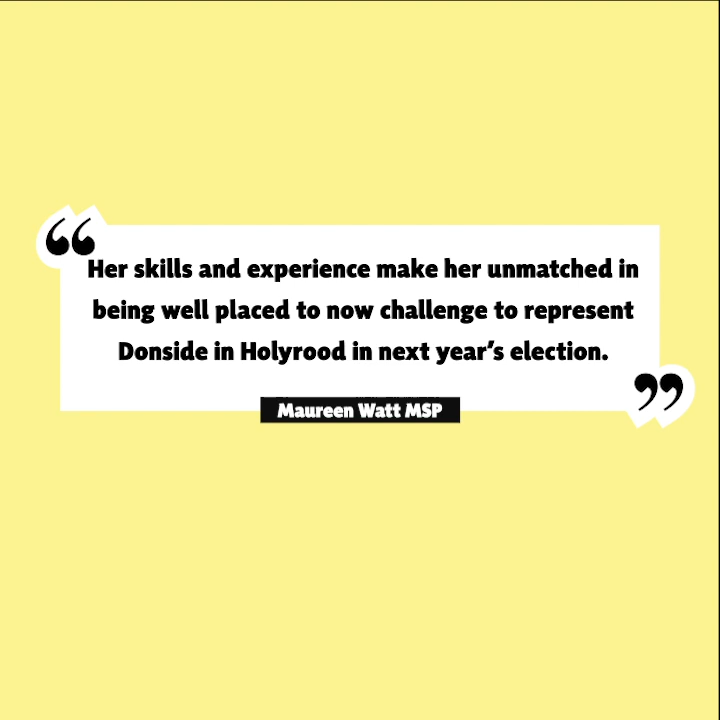 “
Her skills and experience make her unmatched in
being well placed to now challenge to represent
Donside in Holyrood in next year’s election.
”
Maureen Watt MSP